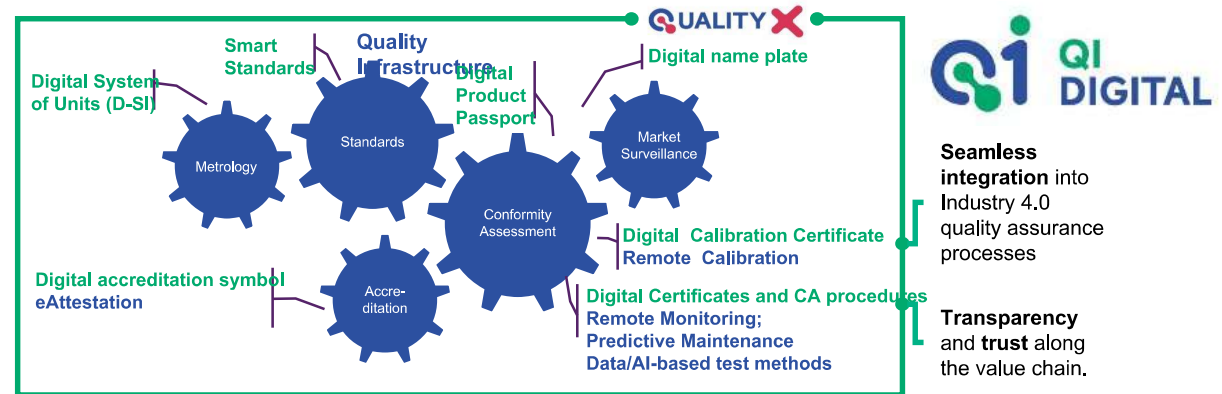 QUALITY X
QI
DIGITAL
Smart
Standards
Quality
Infrastructure
Digital
Product
Passport
Digital name plate
Digital System
of Units (D-SI)
Metrology
Standards
Market
Surveillance
Conformity
Assessment
Accre-
ditation
Digital Calibration Certificate
Remote Calibration
Digital accreditation symbol
eAttestation
Digital Certificates and CA procedures
Remote Monitoring;
Predictive Maintenance
Data/AI-based test methods
Seamless
integration into
Industry 4.0
quality assurance
processes
Transparency
and trust along
the value chain.